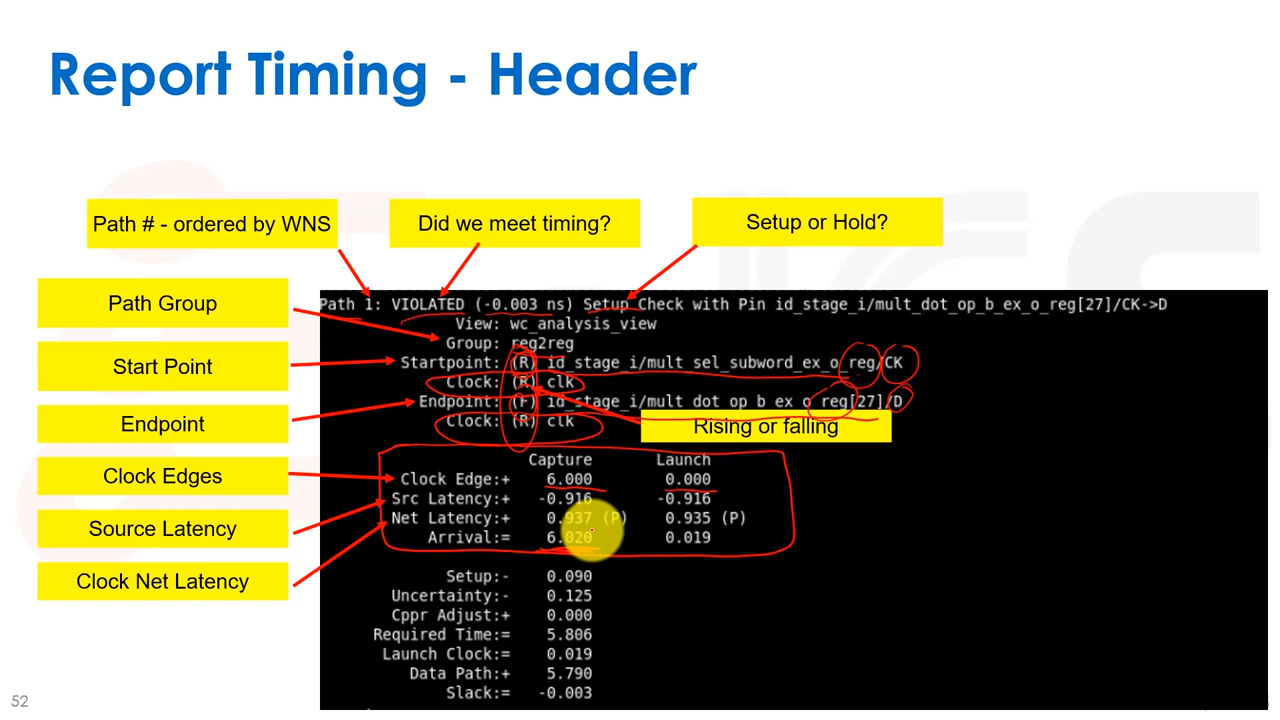 Report Timing - Header
Path # - ordered by WNS
Did we meet timing?
Setup or Hold?
Path Group
Start Point
Endpoint
Clock Edges
Source Latency
Clock Net Latency
Path 1: VIOLATED (-0.003 ns) Setup Check with Pin id_stage_i/mult_dot_op_b_ex_o_reg[27]/CK->D
View: wc_analysis_view
Group: reg2reg
Startpoint: (R) id_stage_i/mult_sel_subword_ex_o_reg/CK
Clock: (R) clk
Endpoint: (F) id_stage_i/mult_dot_op_b_ex_o_reg[27]/D
Clock: (R) clk
Rising or falling
Capture Launch
Clock Edge:+ 6.000 0.000
Src Latency:+ -0.916 -0.916
Net Latency:+ 0.937 (P) 0.935 (P)
Arrival:= 6.020 0.019
Setup:- 0.090
Uncertainty:- 0.125
Cppr Adjust:+ 0.000
Required Time:= 5.806
Launch Clock:= 0.019
Data Path:+ 5.790
Slack:= -0.003
52